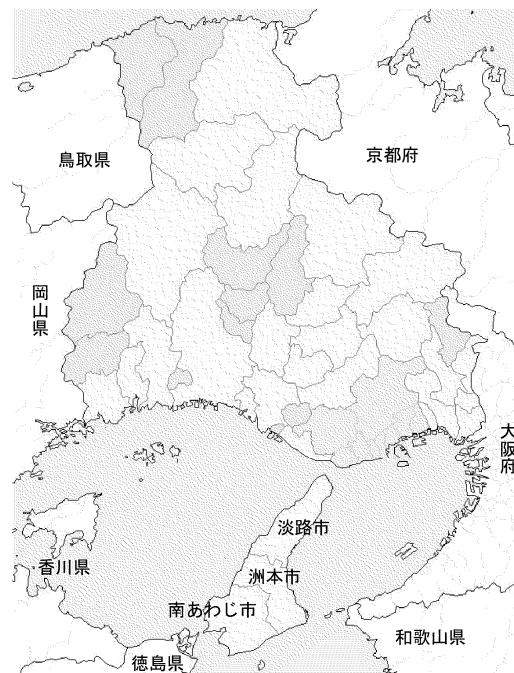 鳥取県
京都府
岡山県
大阪府
淡路市
香川県
洲本市
南あわじ市
和歌山県
徳島県